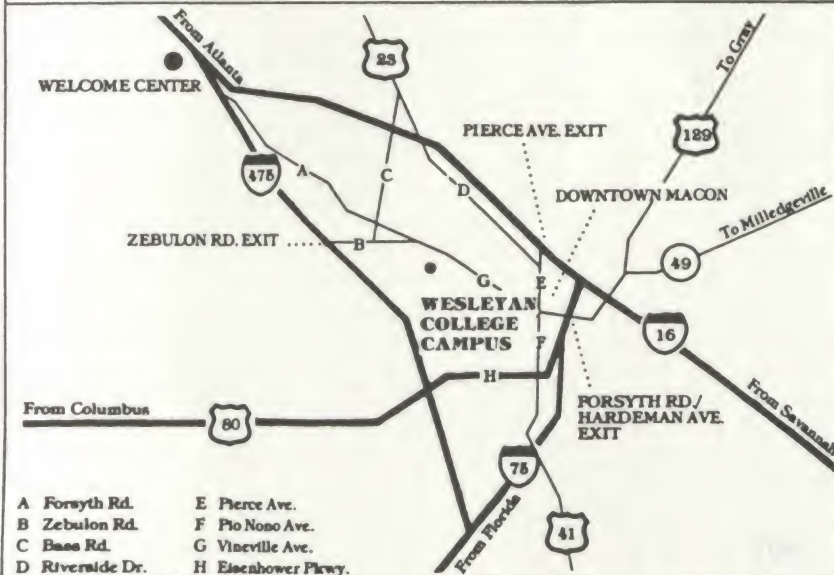 From Atlanta
23
To Gray
WELCOME CENTER
129
PIERCE AVE. EXIT
475
A
C
D
DOWNTOWN MACON
To Milledgeville
ZEBULON RD. EXIT
B
49
G
E
WESLEYAN
COLLEGE
CAMPUS
F
16
H
From Columbus
80
FORSYTH RD./
HARDEMAN AVE.
EXIT
From Savannah
75
41
From Florida
A Forsyth Rd.
B Zebulon Rd.
C Bass Rd.
D Riverside Dr.
E Pierce Ave.
F Pio Nono Ave.
G Vineville Ave.
H Eisenhower Pkwy.